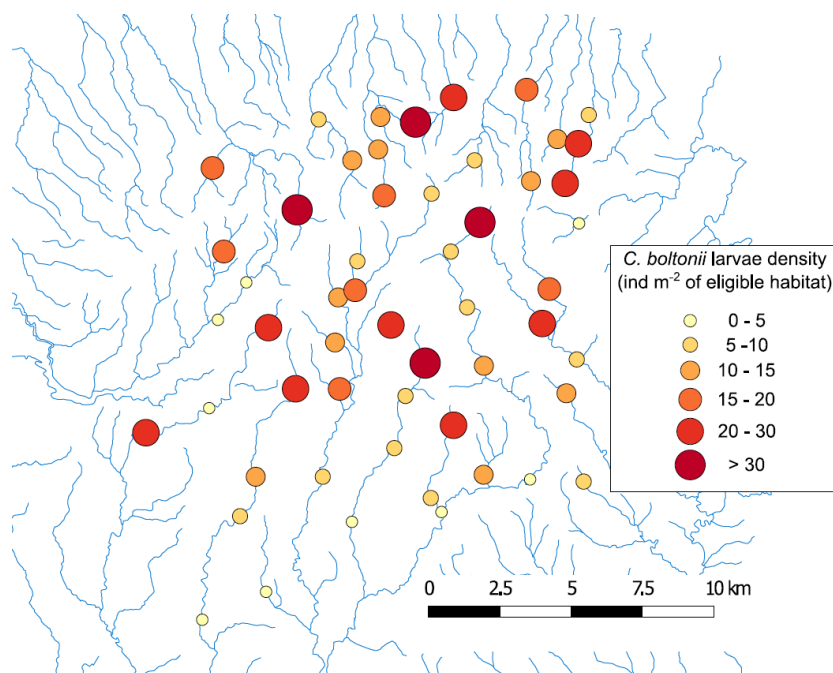 C. boltonii larvae density
(ind m⁻² of eligible habitat)
0 - 5
5 -10
10 - 15
15 - 20
20 - 30
> 30
0 2.5 5 7.5 10 km